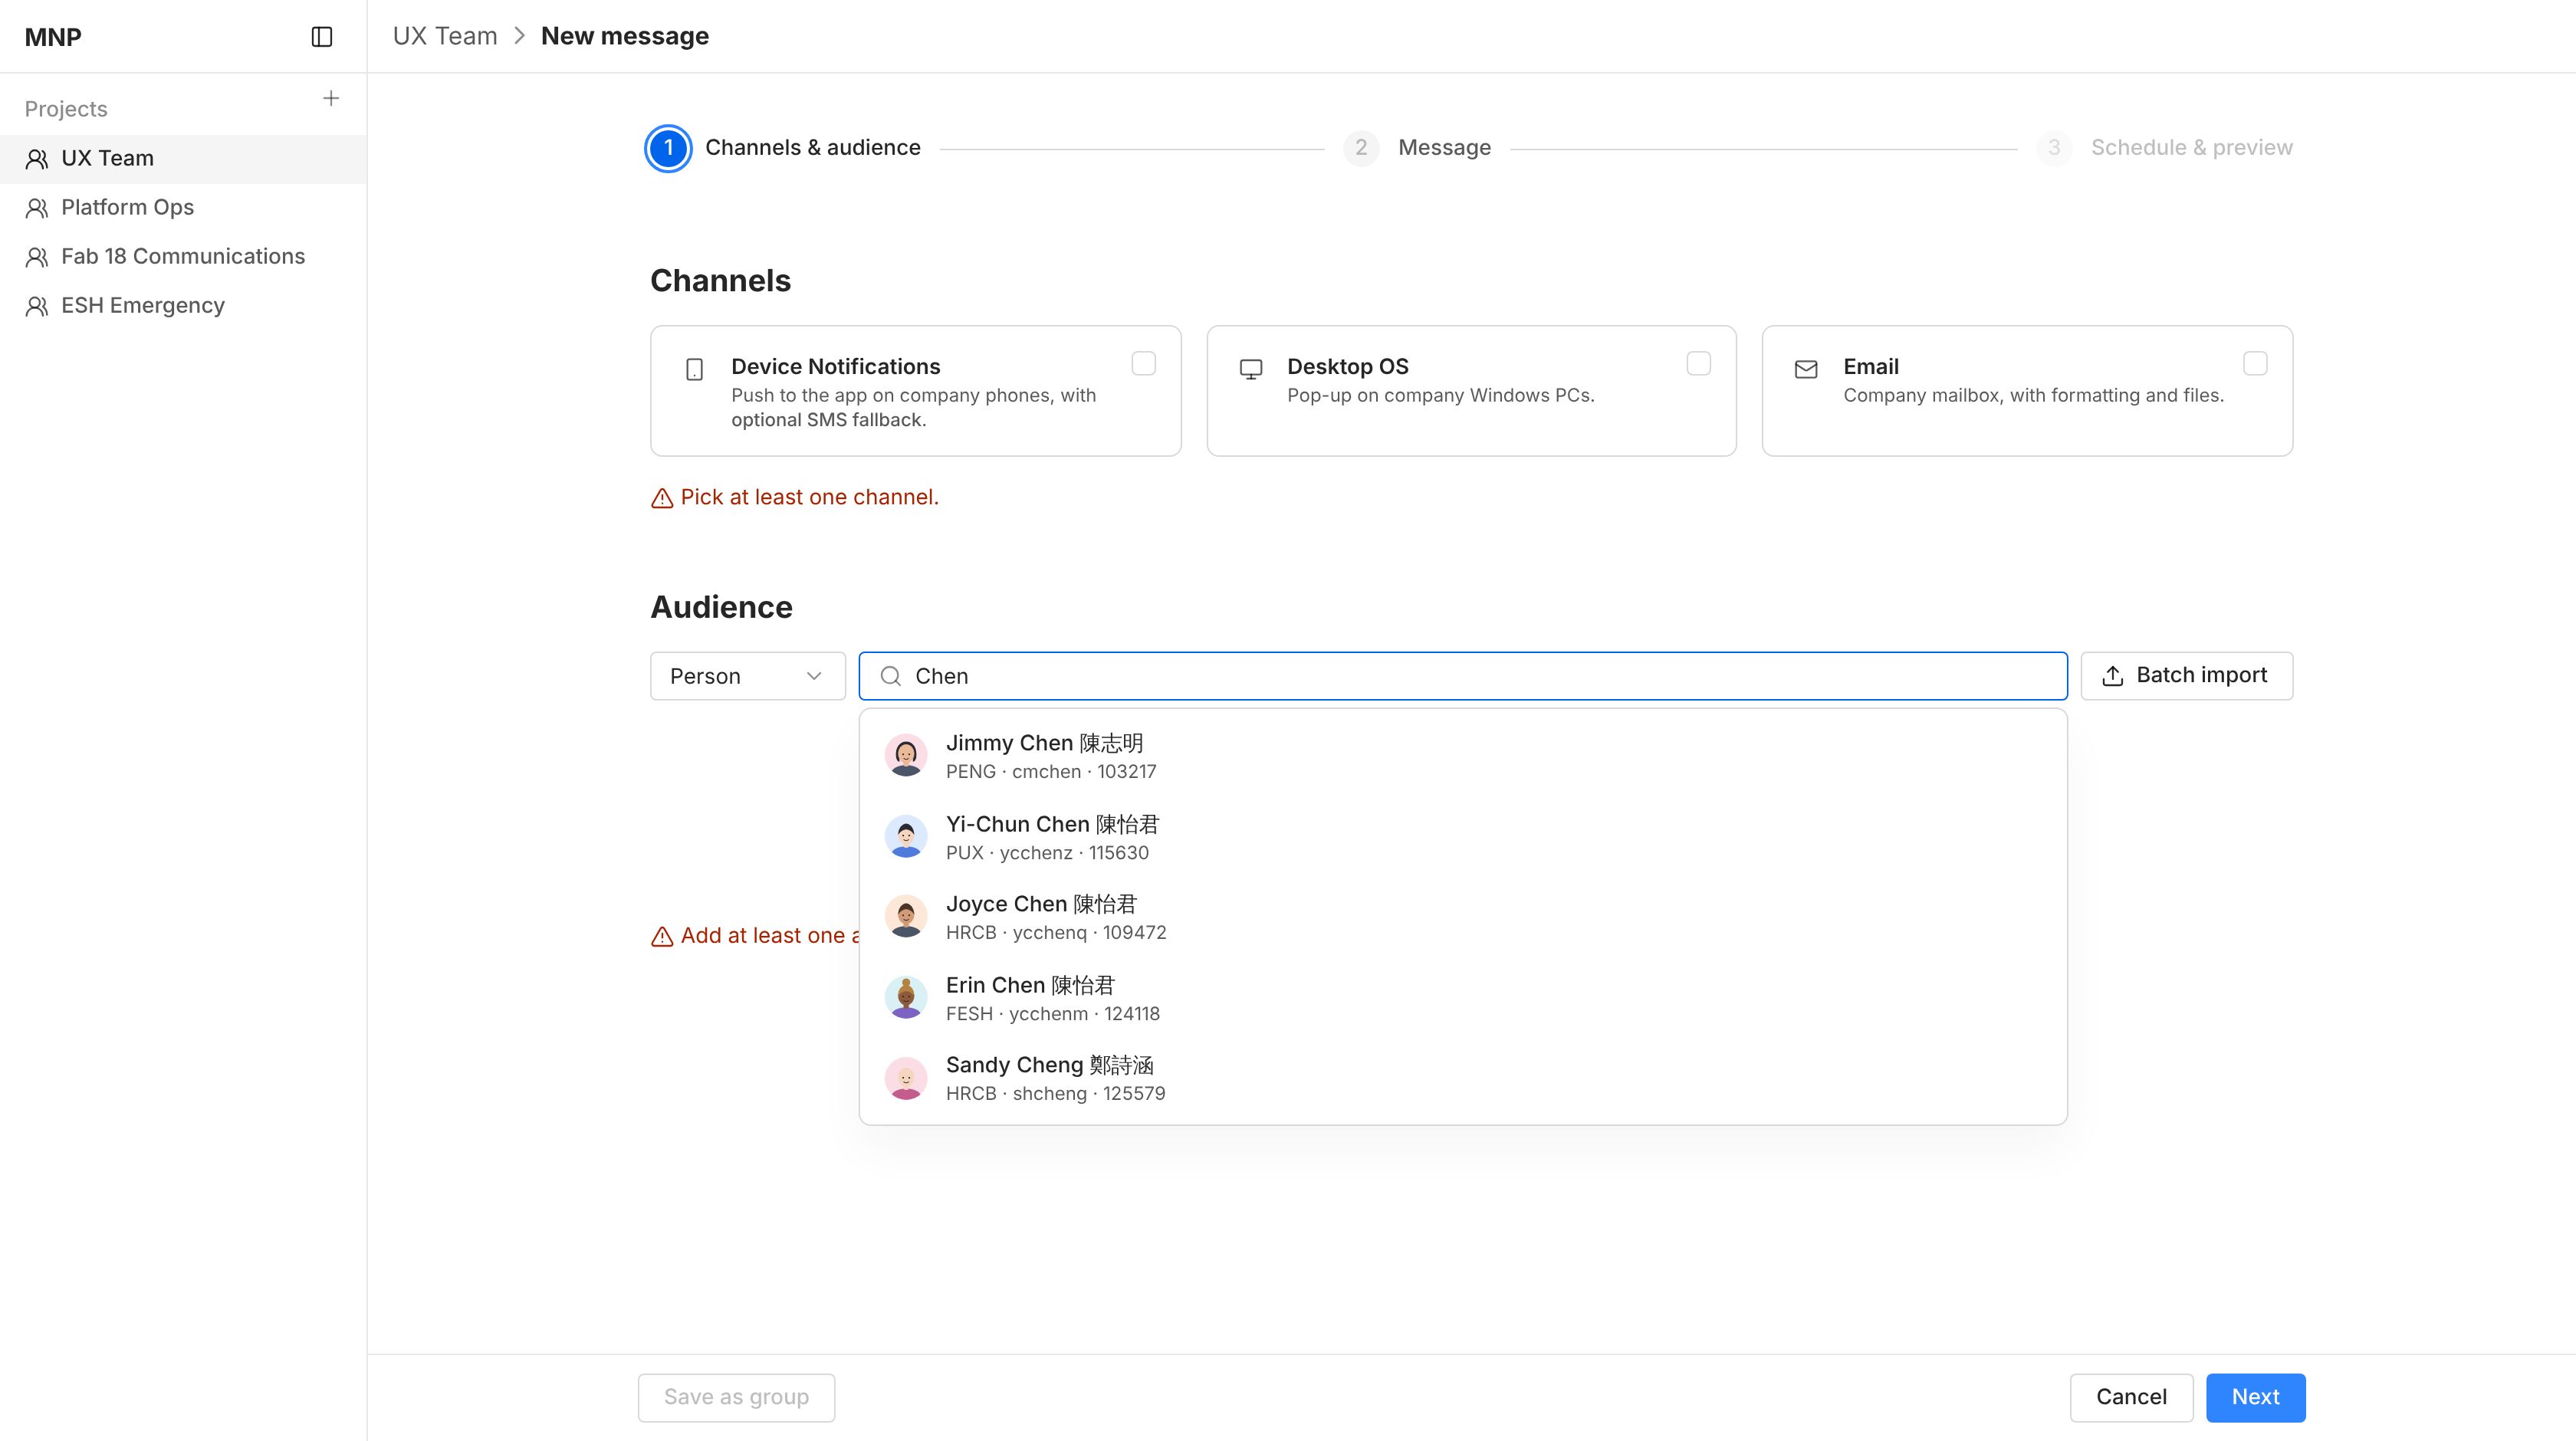 MNP
UX Team > New message
Projects
UX Team
Platform Ops
Fab 18 Communications
ESH Emergency
1 Channels & audience
2 Message
3 Schedule & preview
Channels
Device Notifications
Push to the app on company phones, with
optional SMS fallback.
Desktop OS
Pop-up on company Windows PCs.
Email
Company mailbox, with formatting and files.
Pick at least one channel.
Audience
Person
Chen
Batch import
Jimmy Chen 陳志明
PENG · cmchen · 103217
Yi-Chun Chen 陳怡君
PUX · ycchenz · 115630
Joyce Chen 陳怡君
HRCB · ycchenq · 109472
Add at least one a
Erin Chen 陳怡君
FESH · ycchenm · 124118
Sandy Cheng 鄭詩涵
HRCB · shcheng · 125579
Save as group
Cancel
Next